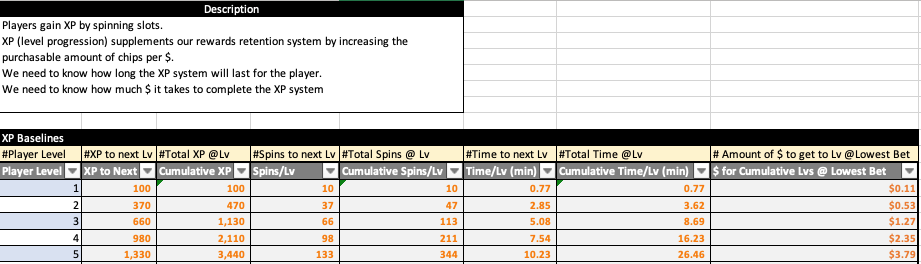 Description
Players gain XP by spinning slots.
XP (level progression) supplements our rewards retention system by increasing the
purchasable amount of chips per $.
We need to know how long the XP system will last for the player.
We need to know how much $ it takes to complete the XP system
XP Baselines
#Player Level #XP to next Lv #Total XP @Lv #Spins to next Lv #Total Spins @ Lv #Time to next Lv #Total Time @Lv # Amount of $ to get to Lv @Lowest Bet
Player Level XP to Next Cumulative XP Spins/Lv Cumulative Spins/Lv Time/Lv (min) Cumulative Time/Lv (min) $ for Cumulative Lvs @ Lowest Bet
1 100 100 10 10 0.77 0.77 $0.11
2 370 470 37 47 2.85 3.62 $0.53
3 660 1,130 66 113 5.08 8.69 $1.27
4 980 2,110 98 211 7.54 16.23 $2.35
5 1,330 3,440 133 344 10.23 26.46 $3.79